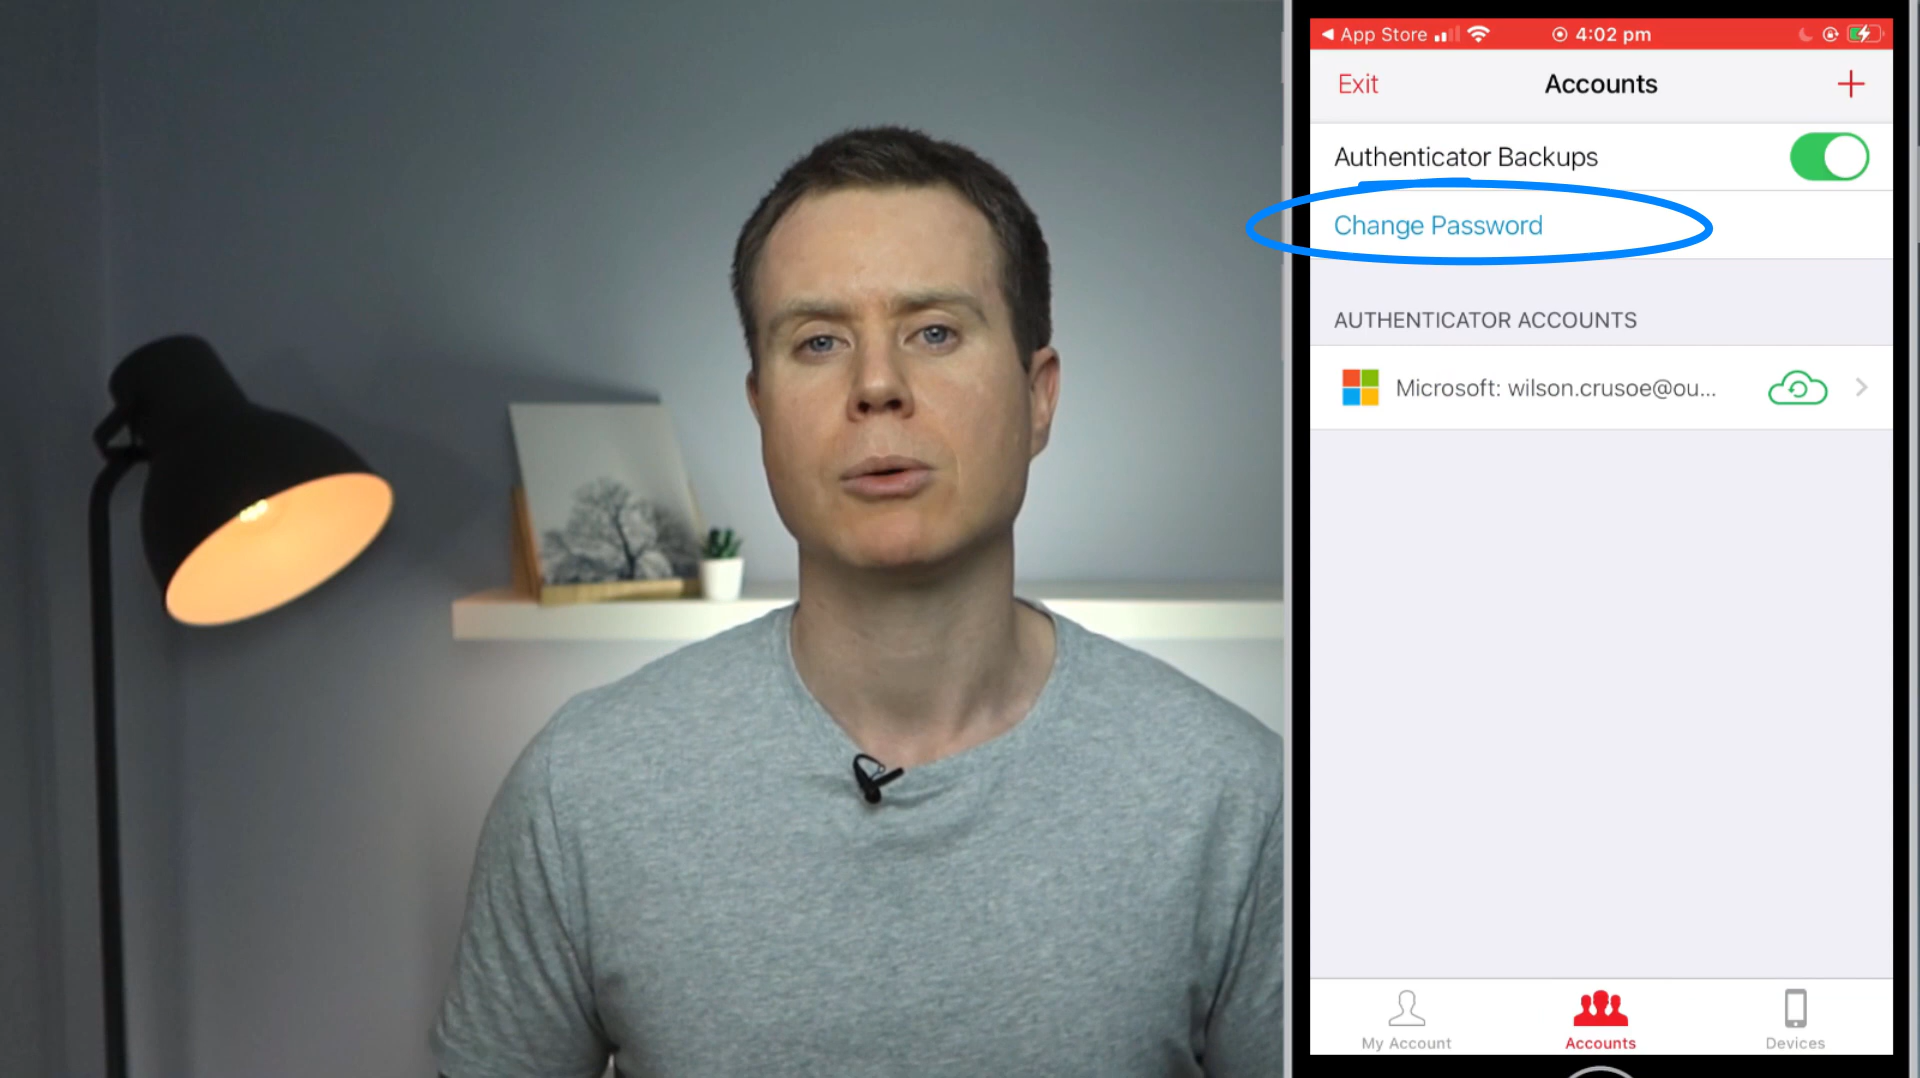 App Store
4:02 pm
Exit
Accounts
Authenticator Backups
Change Password
AUTHENTICATOR ACCOUNTS
Microsoft: wilson.crusoe@ou...
My Account
Accounts
Devices